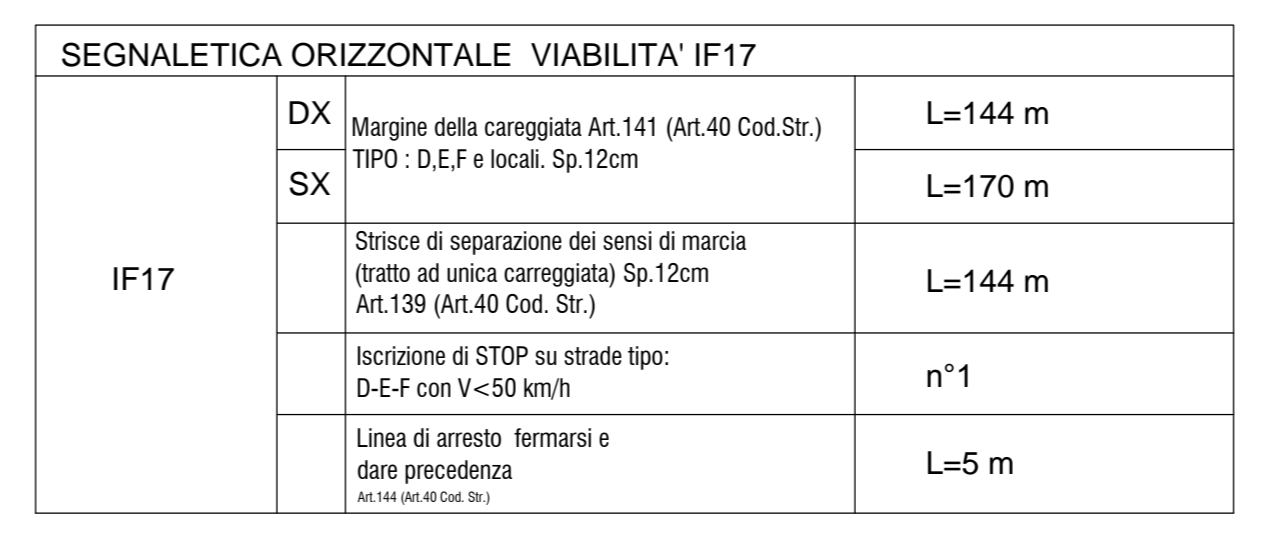 SEGNALETICA ORIZZONTALE VIABILITA' IF17
IF17
DX
Margine della careggiata Art.141 (Art.40 Cod.Str.)
TIPO : D,E,F e locali. Sp.12cm
L=144 m
SX
L=170 m
Strisce di separazione dei sensi di marcia
(tratto ad unica carreggiata) Sp.12cm
Art.139 (Art.40 Cod. Str.)
L=144 m
Iscrizione di STOP su strade tipo:
D-E-F con V<50 km/h
n°1
Linea di arresto fermarsi e
dare precedenza
Art.144 (Art.40 Cod. Str.)
L=5 m